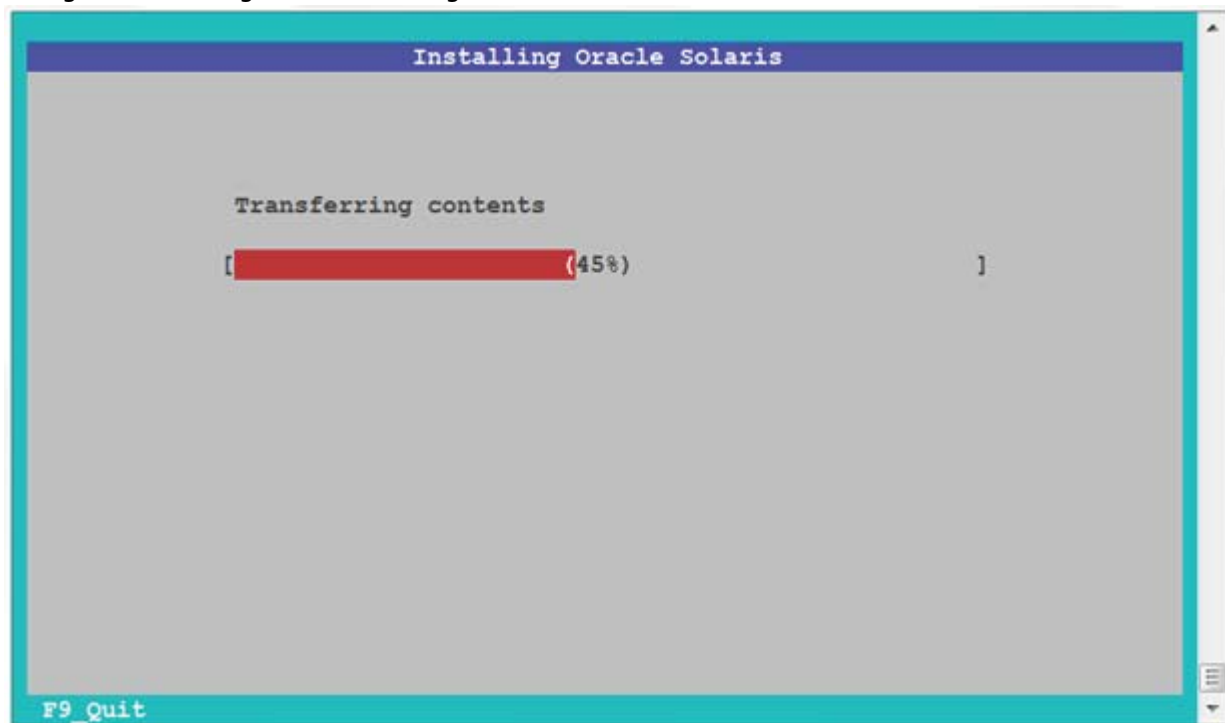 Installing Oracle Solaris
Transferring contents
[ (45%) ]
F9_Quit